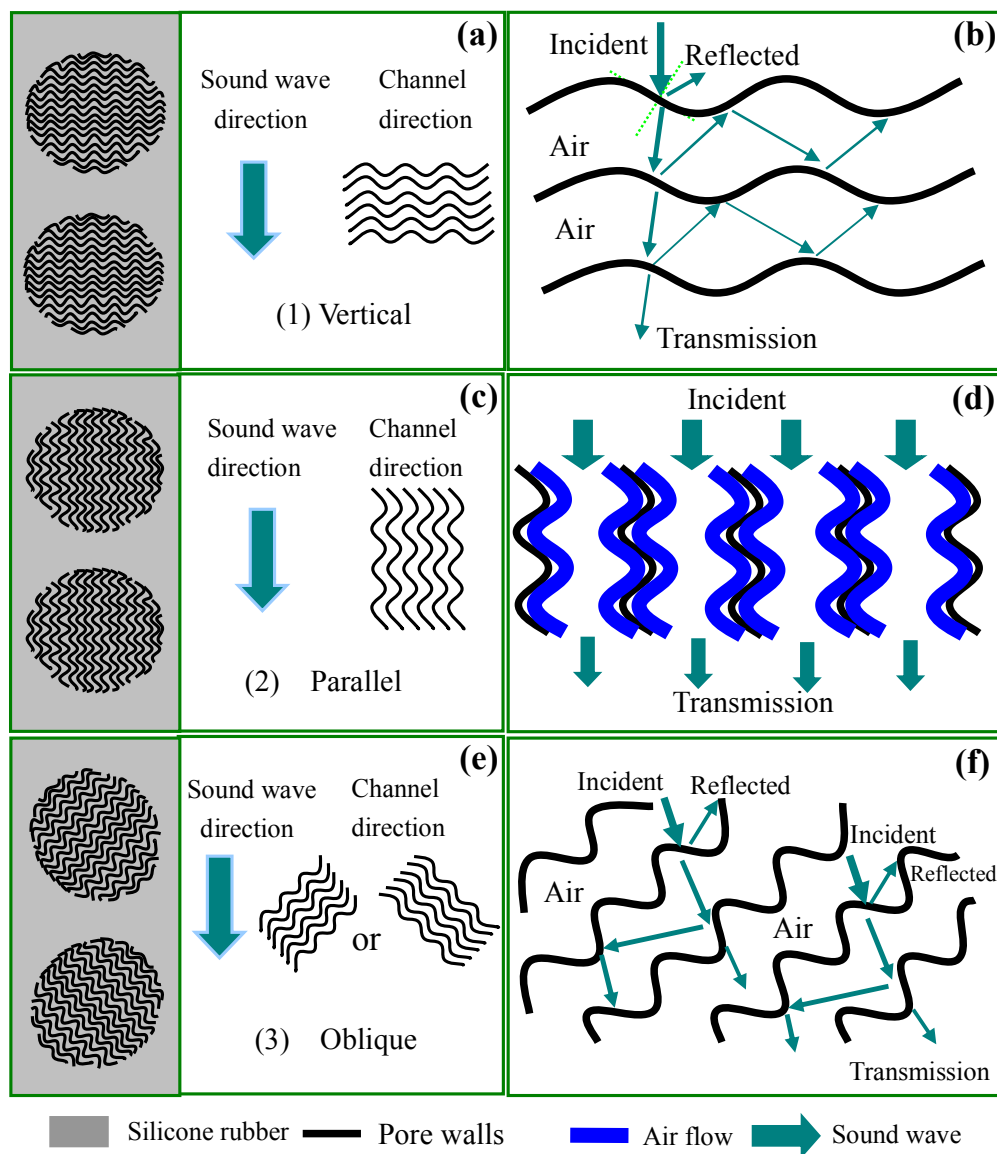 (a)
Sound wave
direction
Channel
direction
(1) Vertical
(b)
Incident
Reflected
Air
Air
Transmission
(c)
Sound wave
direction
Channel
direction
(2) Parallel
(d)
Incident
Transmission
(e)
Sound wave
direction
Channel
direction
or
(3) Oblique
(f)
Incident
Reflected
Incident
Reflected
Air
Air
Transmission
Silicone rubber
Pore walls
Air flow
Sound wave